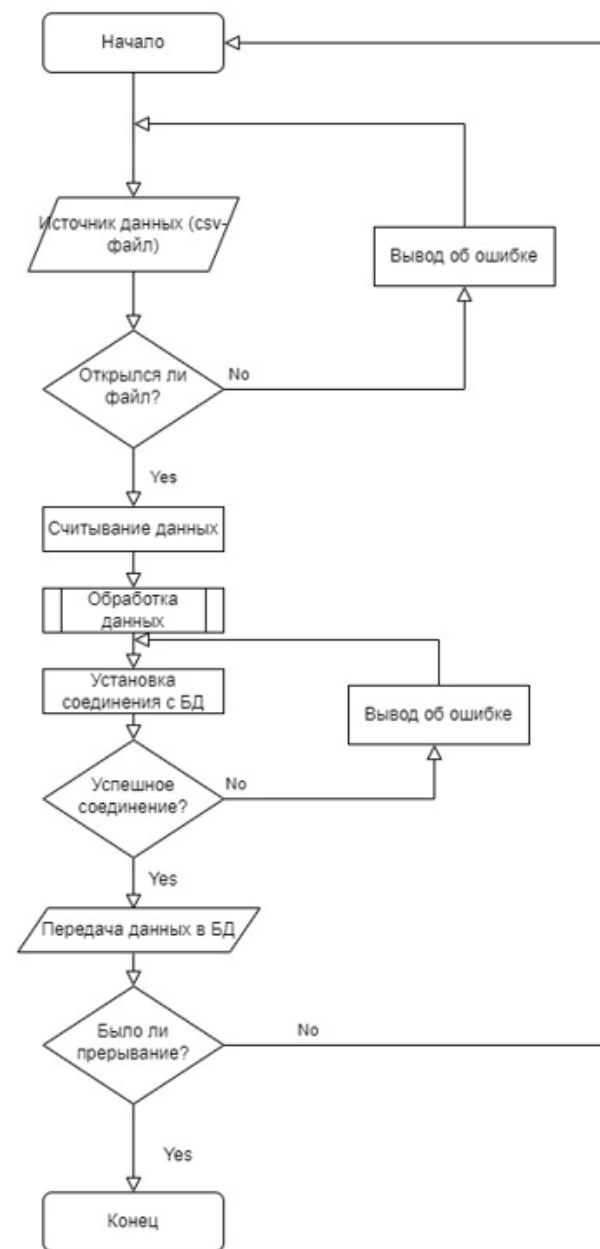 Начало
Источник данных (csv-
файл)
Вывод об ошибке
Открылся ли
файл?
No
Yes
Считывание данных
Обработка
данных
Установка
соединения с БД
Вывод об ошибке
Успешное
соединение?
No
Yes
Передача данных в БД
Было ли
прерывание?
No
Yes
Конец